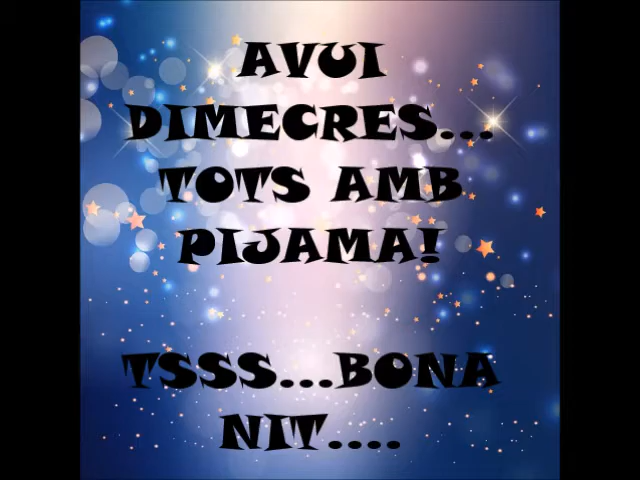 AVUI
DIMECRES...
TOTS AMB
PIJAMA!
TSSS...BONA
NIT....